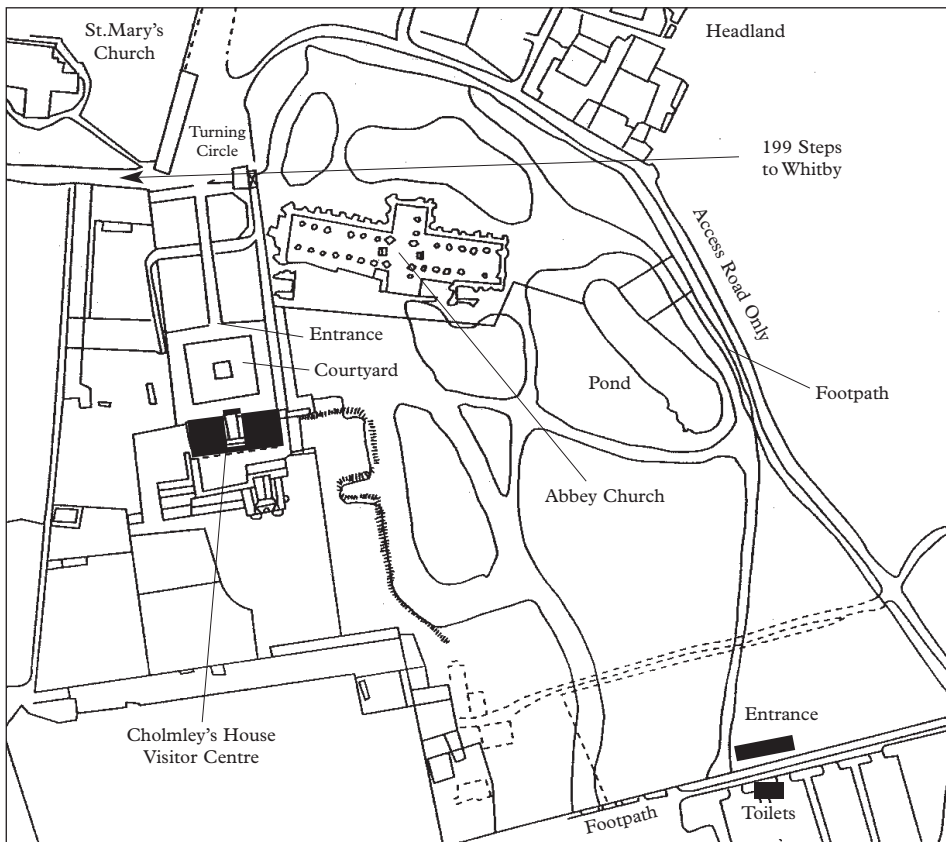 St.Mary's
Church
Headland
Turning
Circle
199 Steps
to Whitby
Access Road Only
Entrance
Courtyard
Pond
Footpath
Abbey Church
Cholmley's House
Visitor Centre
Entrance
Footpath
Toilets